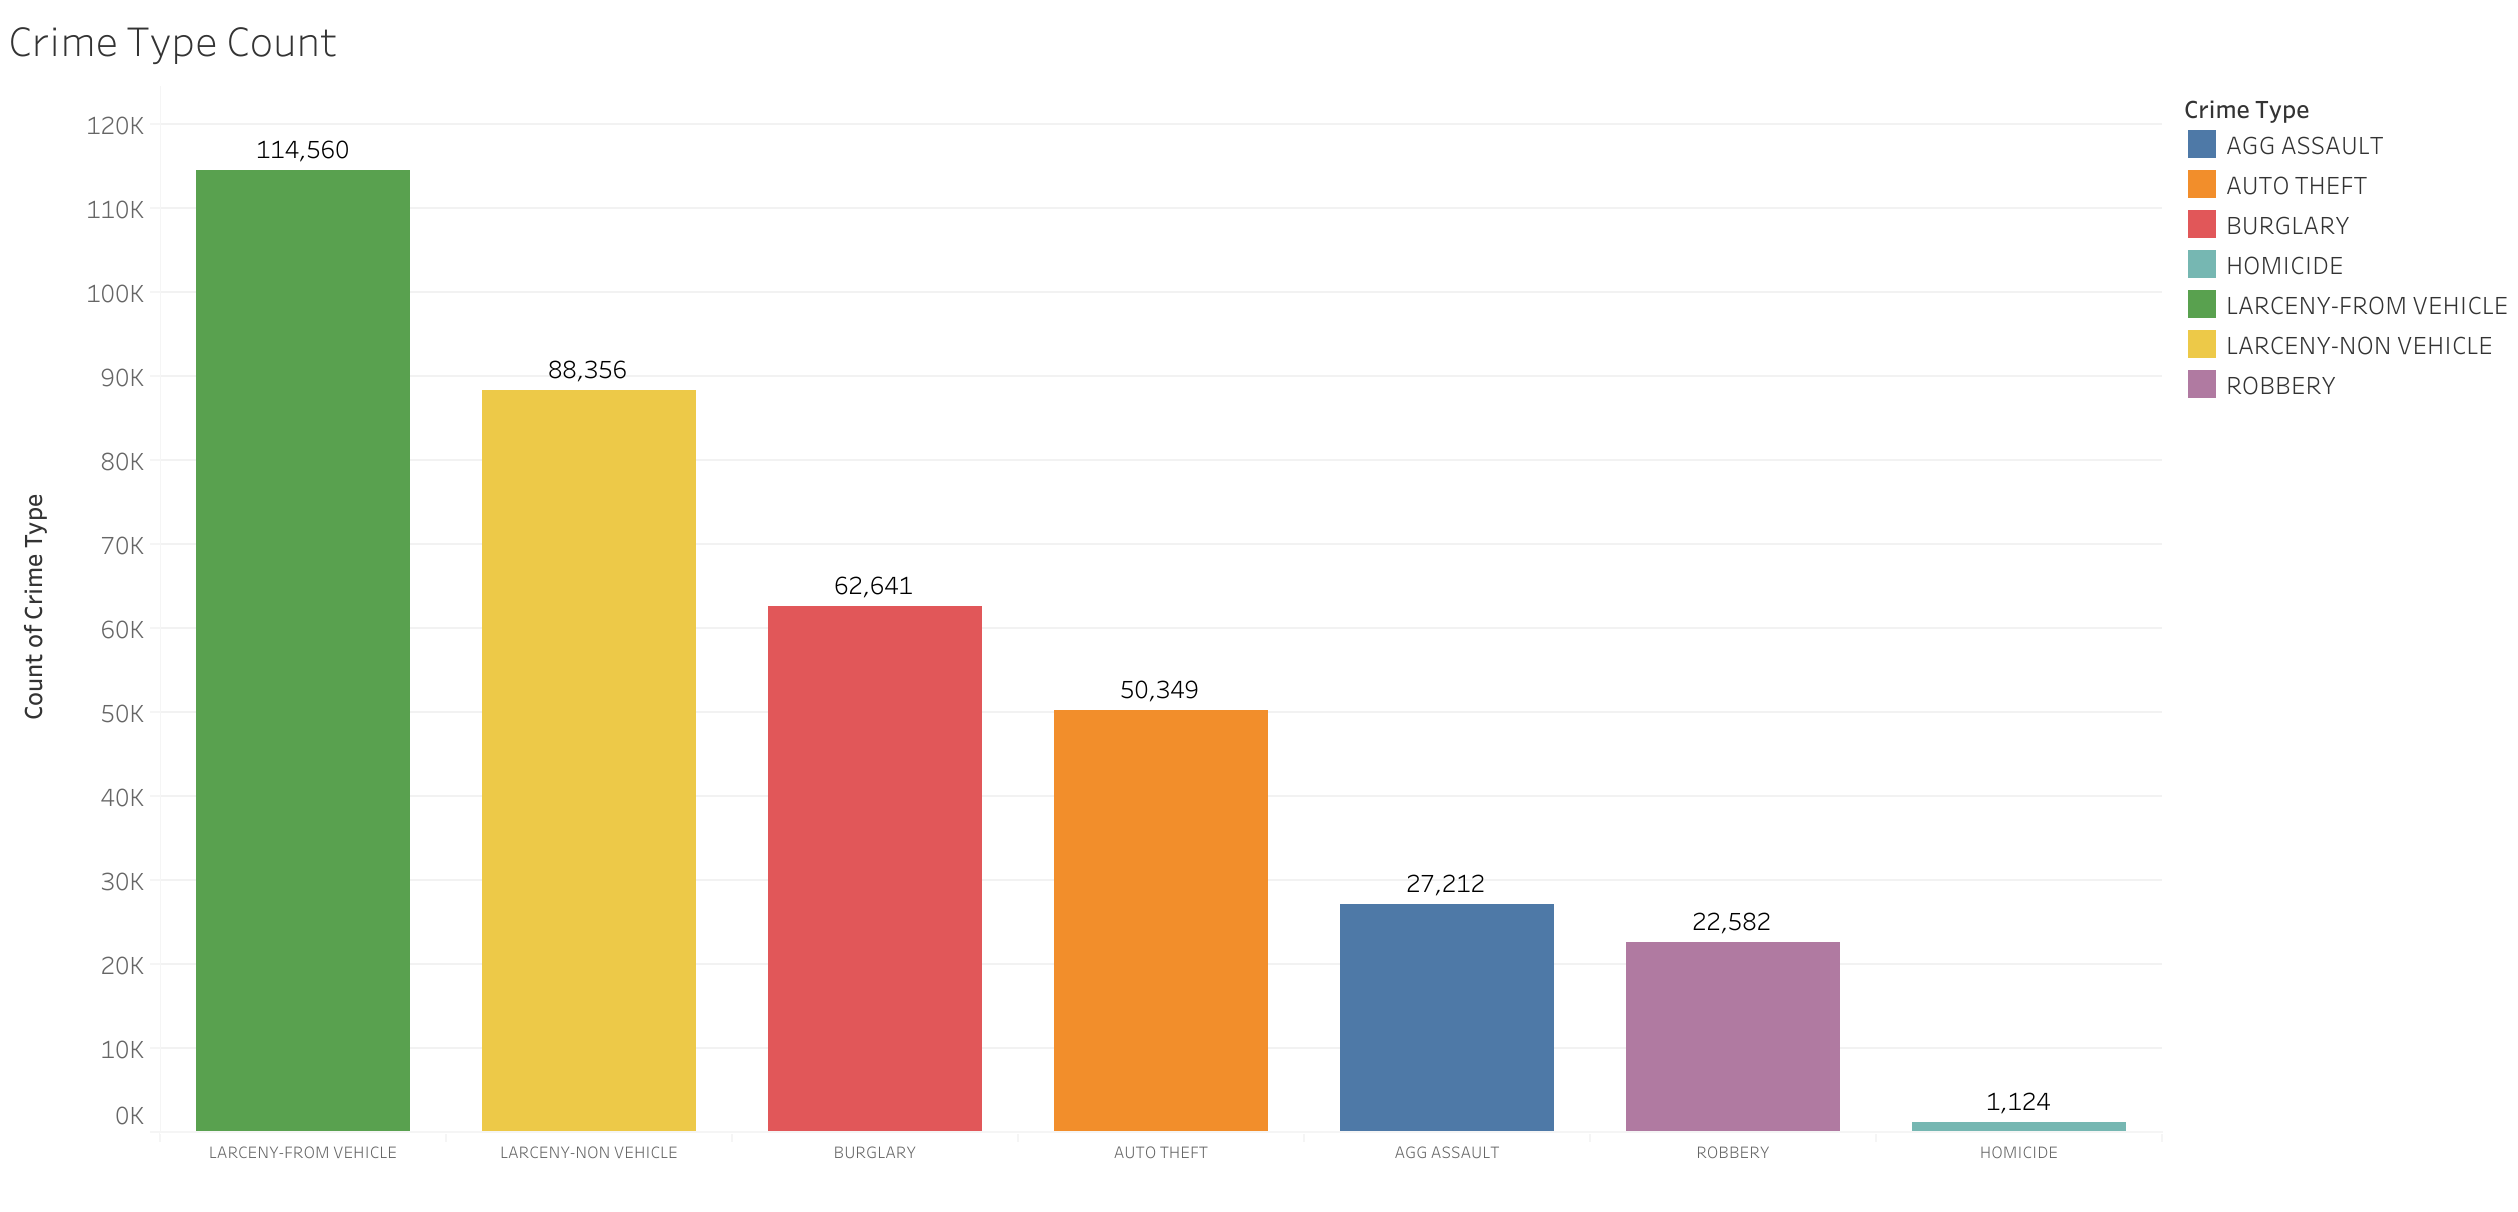 Crime Type Count
Count of Crime Type
120K
110K
100K
90K
80K
70K
60K
50K
40K
30K
20K
10K
0K
114,560
88,356
62,641
50,349
27,212
22,582
1,124
LARCENY-FROM VEHICLE
LARCENY-NON VEHICLE
BURGLARY
AUTO THEFT
AGG ASSAULT
ROBBERY
HOMICIDE
Crime Type
AGG ASSAULT
AUTO THEFT
BURGLARY
HOMICIDE
LARCENY-FROM VEHICLE
LARCENY-NON VEHICLE
ROBBERY